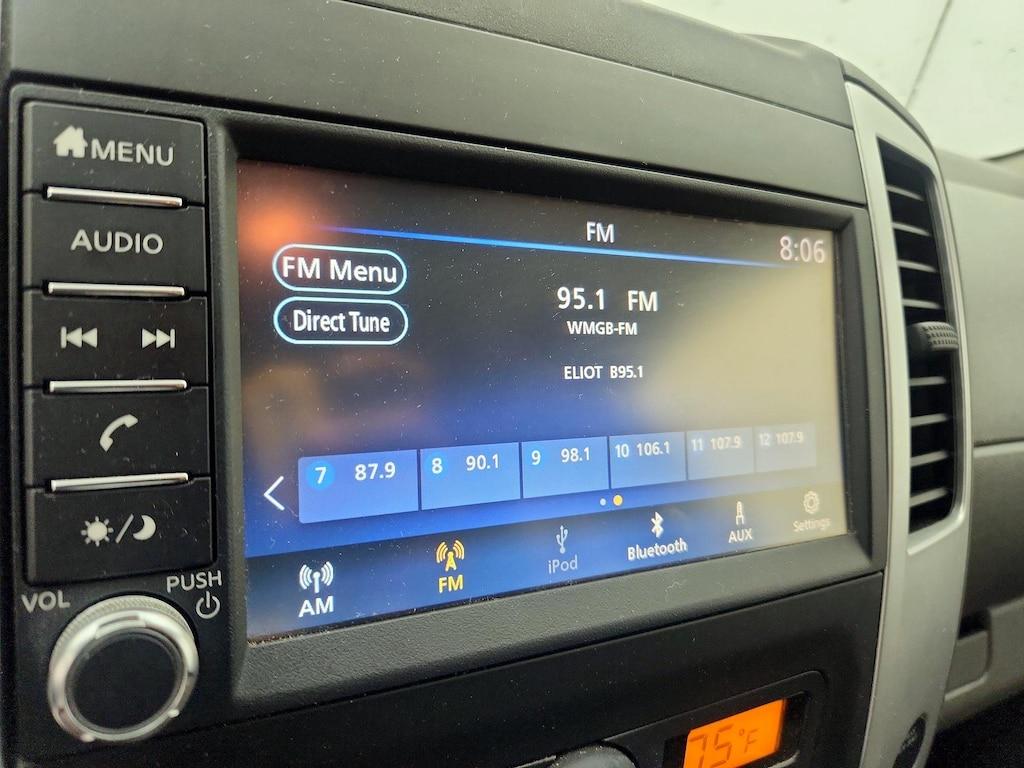 MENU
AUDIO
VOL
PUSH
FM
8:06
FM Menu
Direct Tune
95.1 FM
WMGB-FM
ELIOT B95.1
7 87.9
8 90.1
9 98.1
10 106.1
11 107.9
12 107.9
AM
FM
iPod
Bluetooth
AUX
Settings
75°F